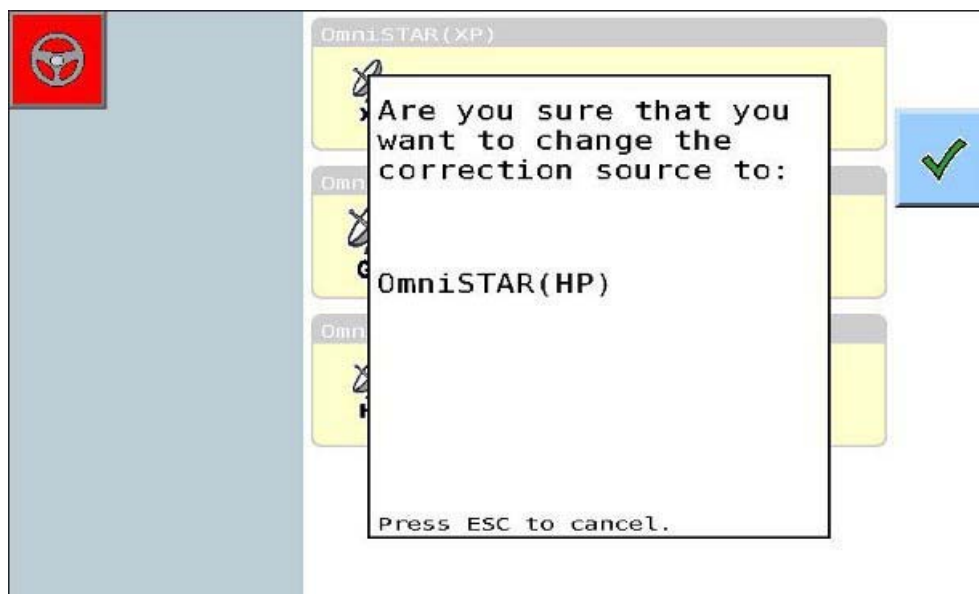 OmniSTAR(XP)
Are you sure that you
want to change the
correction source to:
OmniSTAR(HP)
Press ESC to cancel.